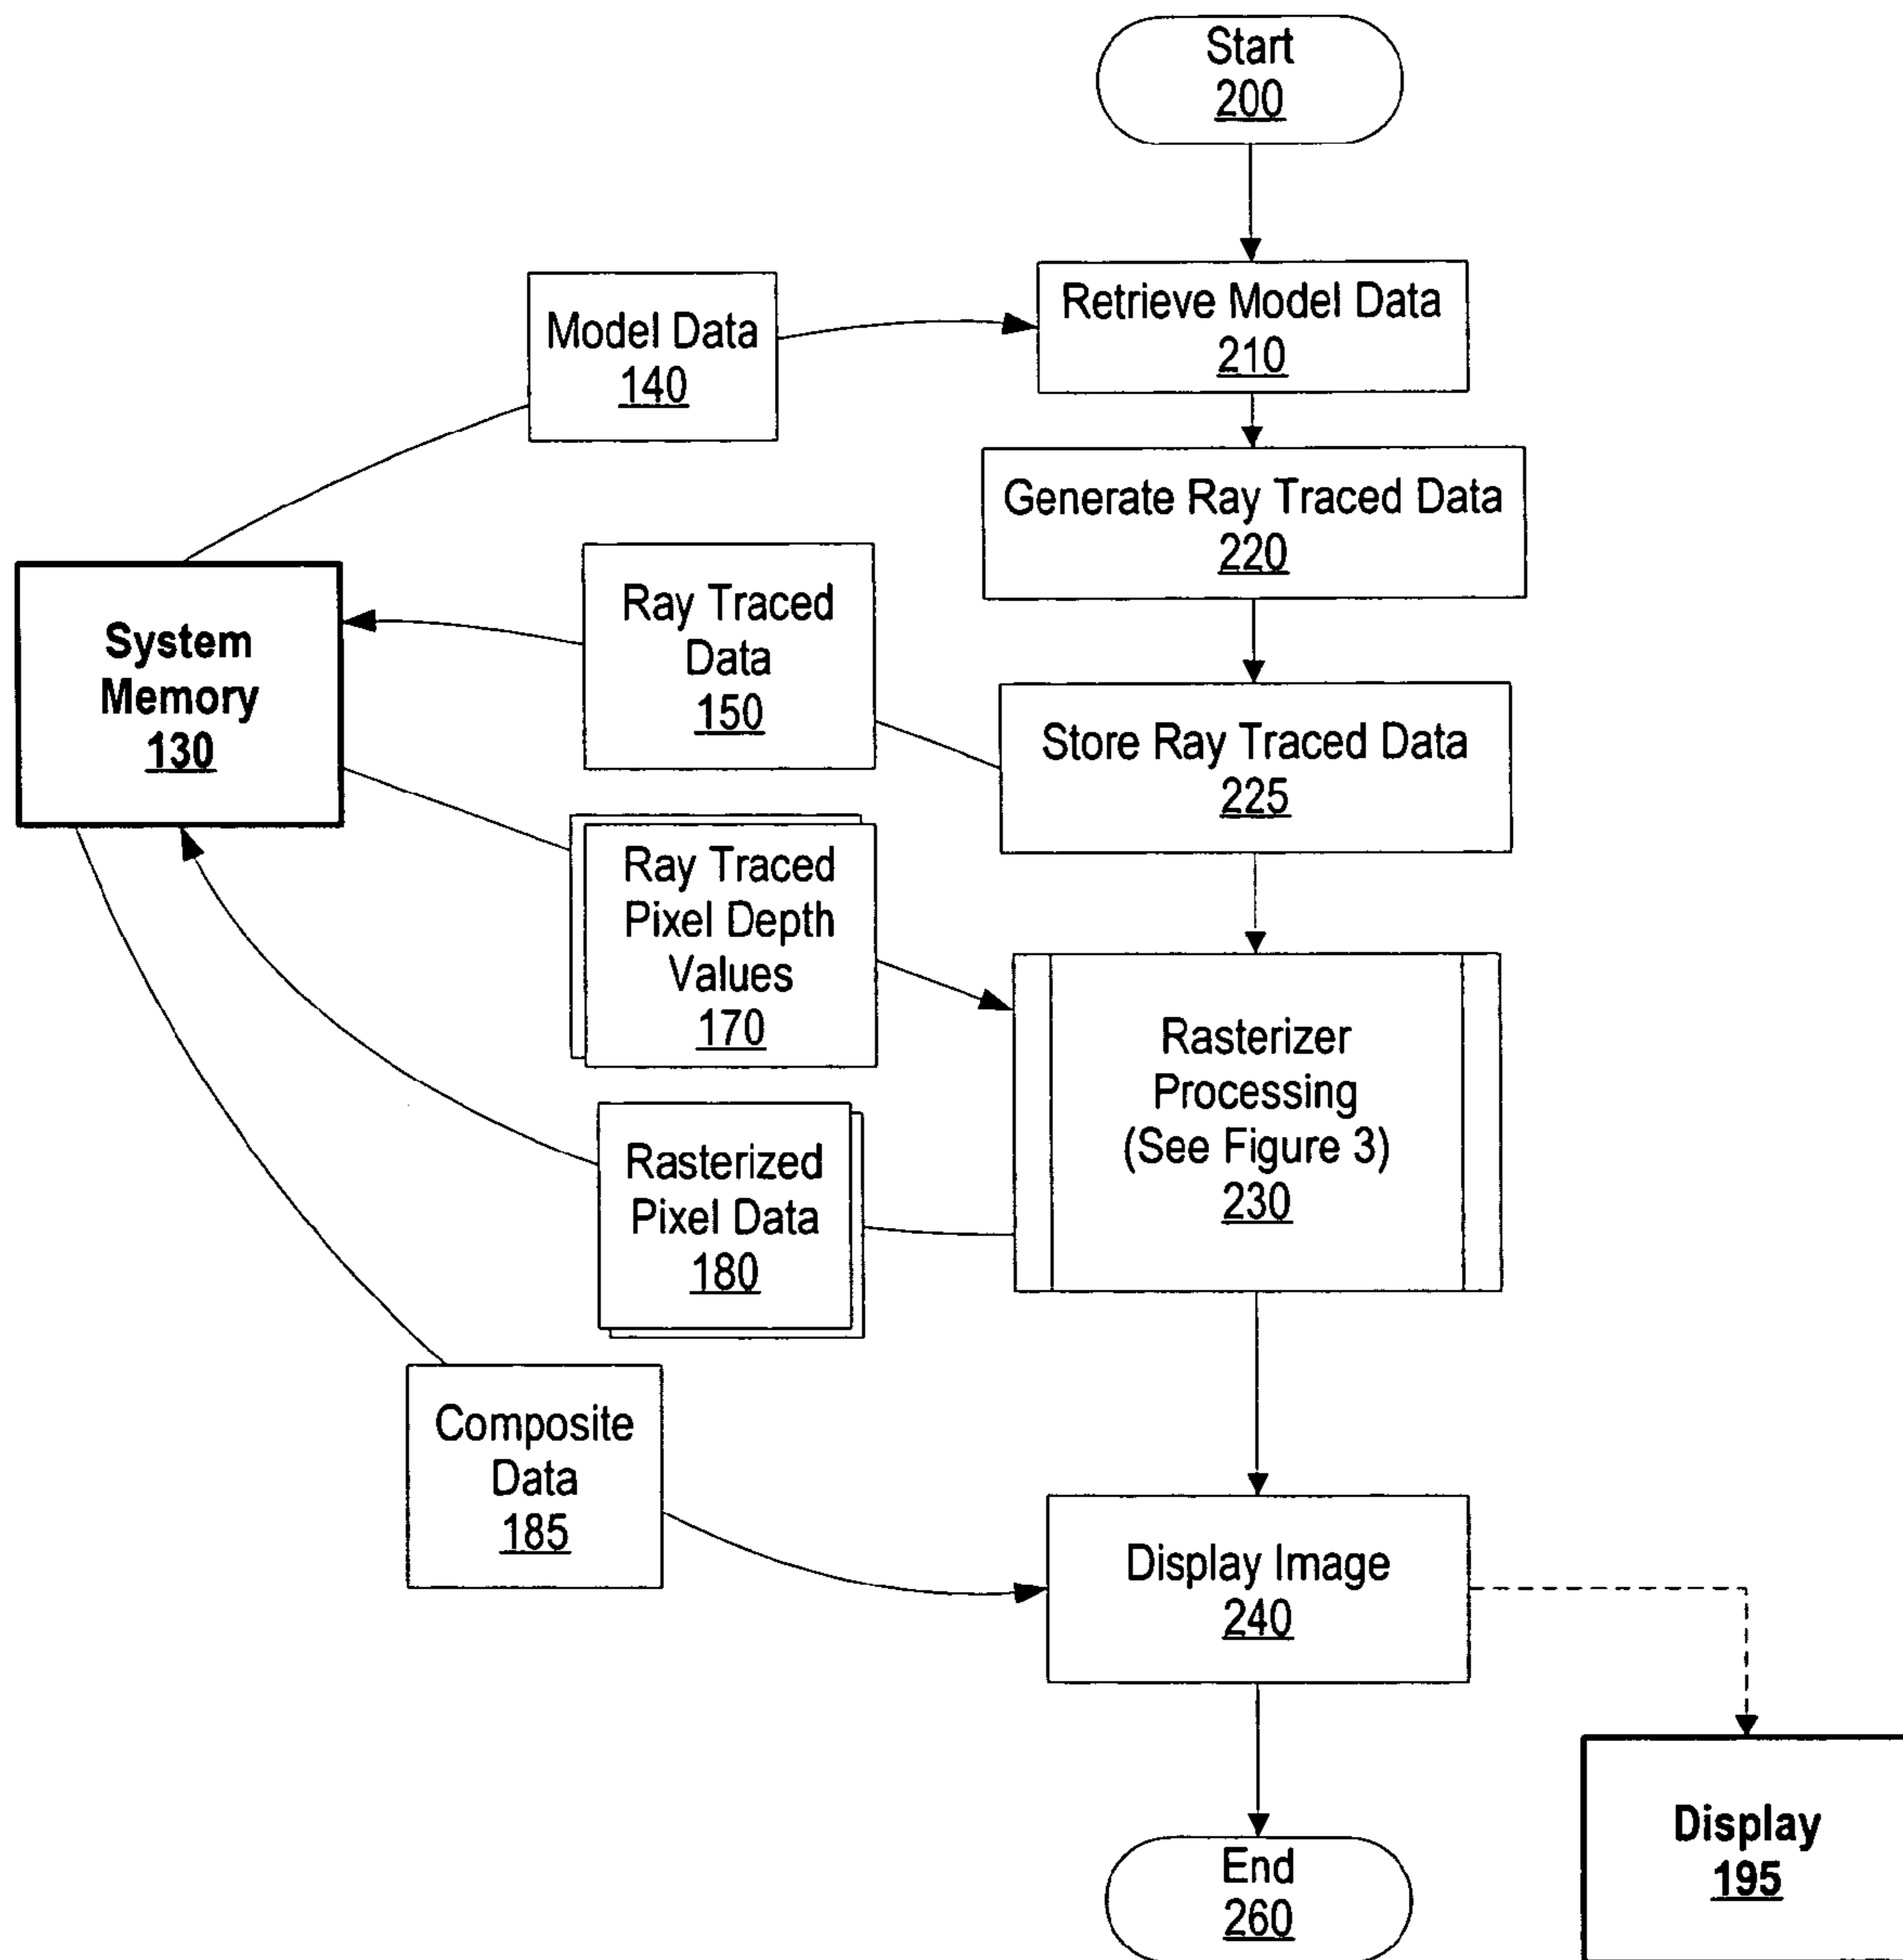 Start
200
Retrieve Model Data
210
Model Data
140
Generate Ray Traced Data
220
Ray Traced
Data
150
System
Memory
130
Store Ray Traced Data
225
Ray Traced
Pixel Depth
Values
170
Rasterizer
Processing
(See Figure 3)
230
Rasterized
Pixel Data
180
Composite
Data
185
Display Image
240
Display
195
End
260